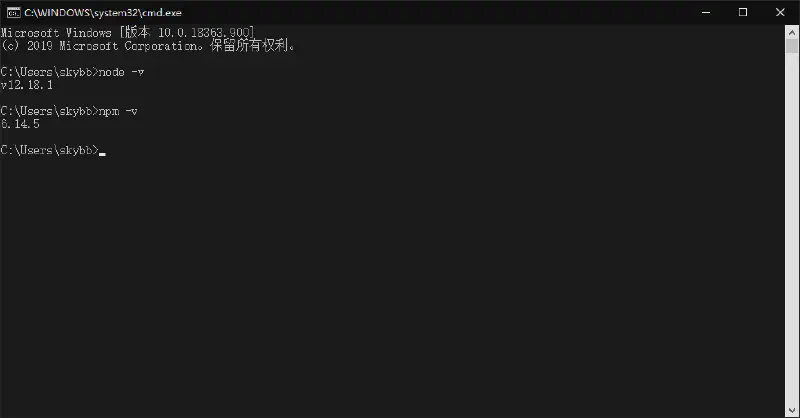 C:\WINDOWS\system32\cmd.exe
Microsoft Windows [版本 10.0.18363.900]
(c) 2019 Microsoft Corporation。保留所有权利。
C:\Users\skybb>node -v
v12.18.1
C:\Users\skybb>npm -v
6.14.5
C:\Users\skybb>